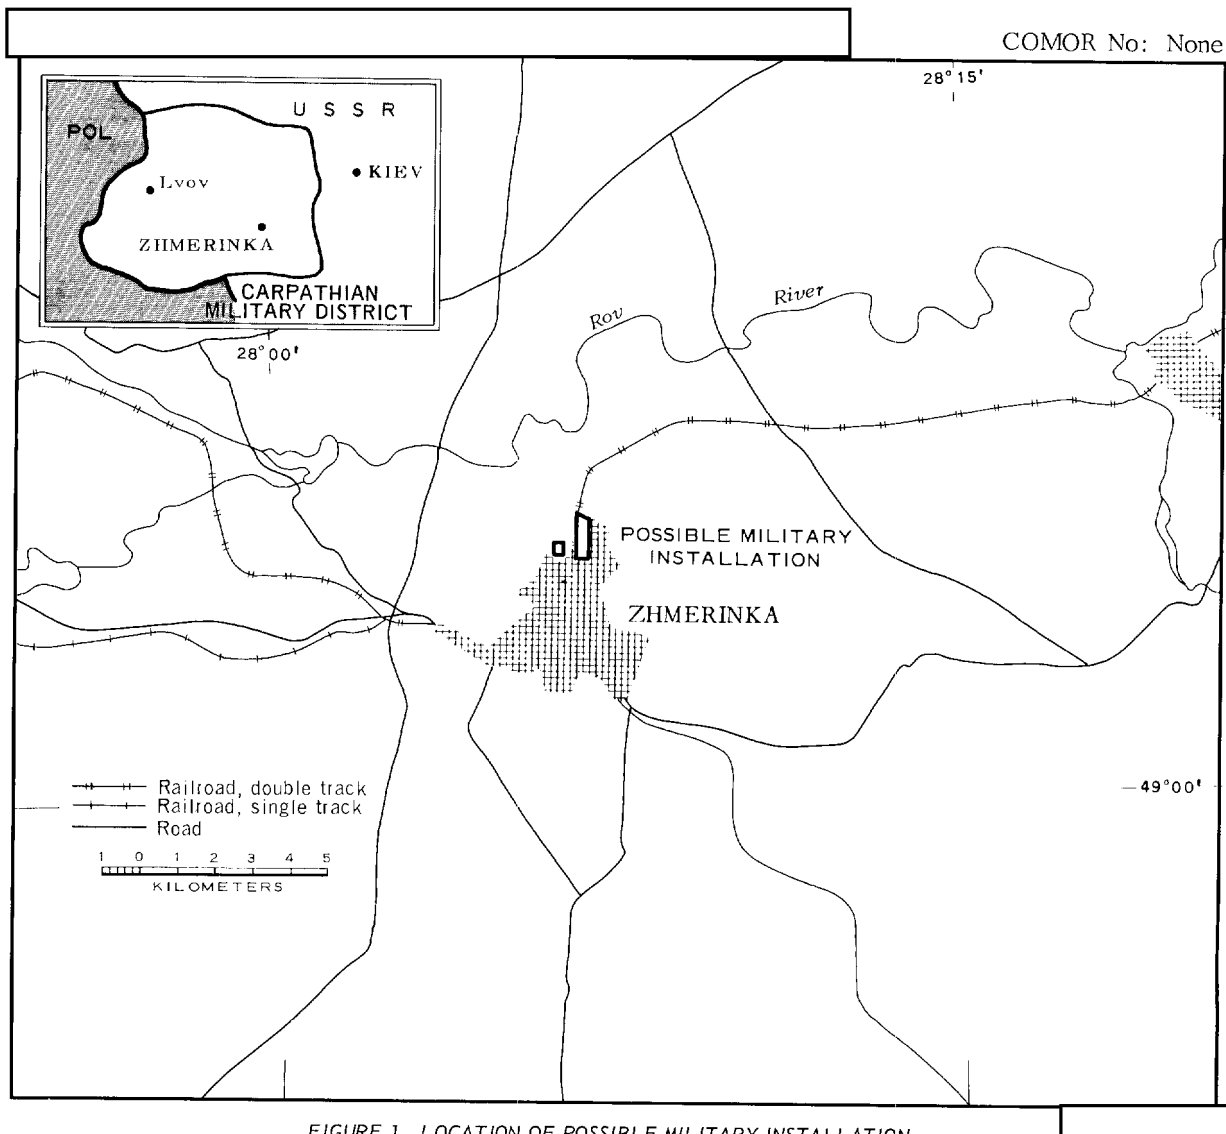 COMOR No: None
28°15'
U S S R
POL
KIEV
Lvov
ZHMERINKA
CARPATHIAN
MILITARY DISTRICT
River
Rov
28°00'
POSSIBLE MILITARY
INSTALLATION
ZHMERINKA
49°00'
Railroad, double track
Railroad, single track
Road
1 0 1 2 3 4 5
KILOMETERS
FIGURE 1. LOCATION OF POSSIBLE MILITARY INSTALLATION